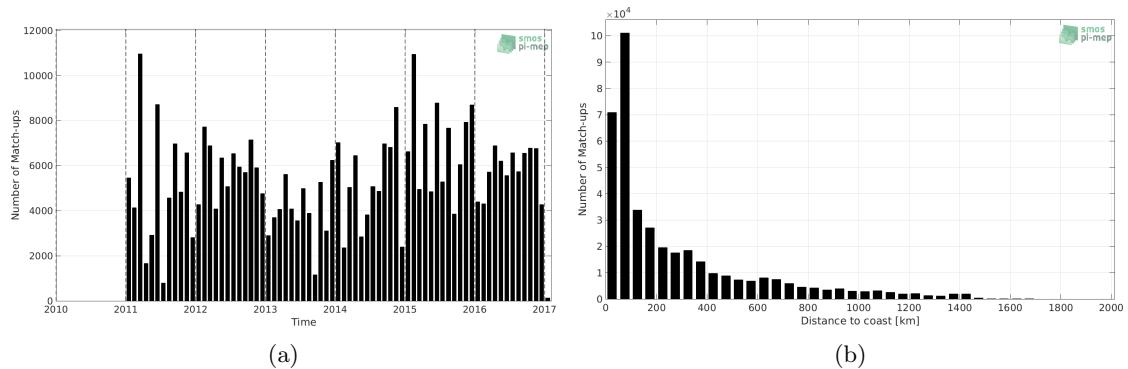 12000
10000
8000
6000
4000
2000
0
Number of Match-ups
2010 2011 2012 2013 2014 2015 2016 2017
Time
smos
pi-mep
(a)
×10⁴
10
9
8
7
6
5
4
3
2
1
0
Number of Match-ups
0 200 400 600 800 1000 1200 1400 1600 1800 2000
Distance to coast [km]
smos
pi-mep
(b)